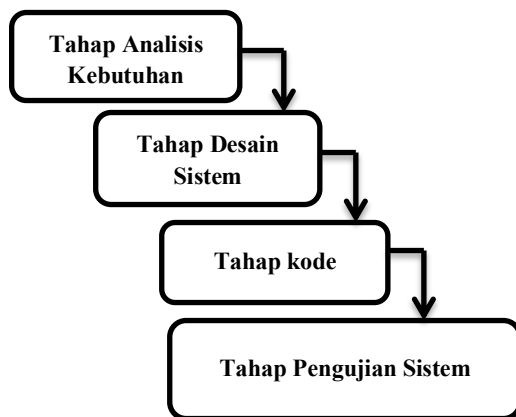 Tahap Analisis
Kebutuhan
Tahap Desain
Sistem
Tahap kode
Tahap Pengujian Sistem